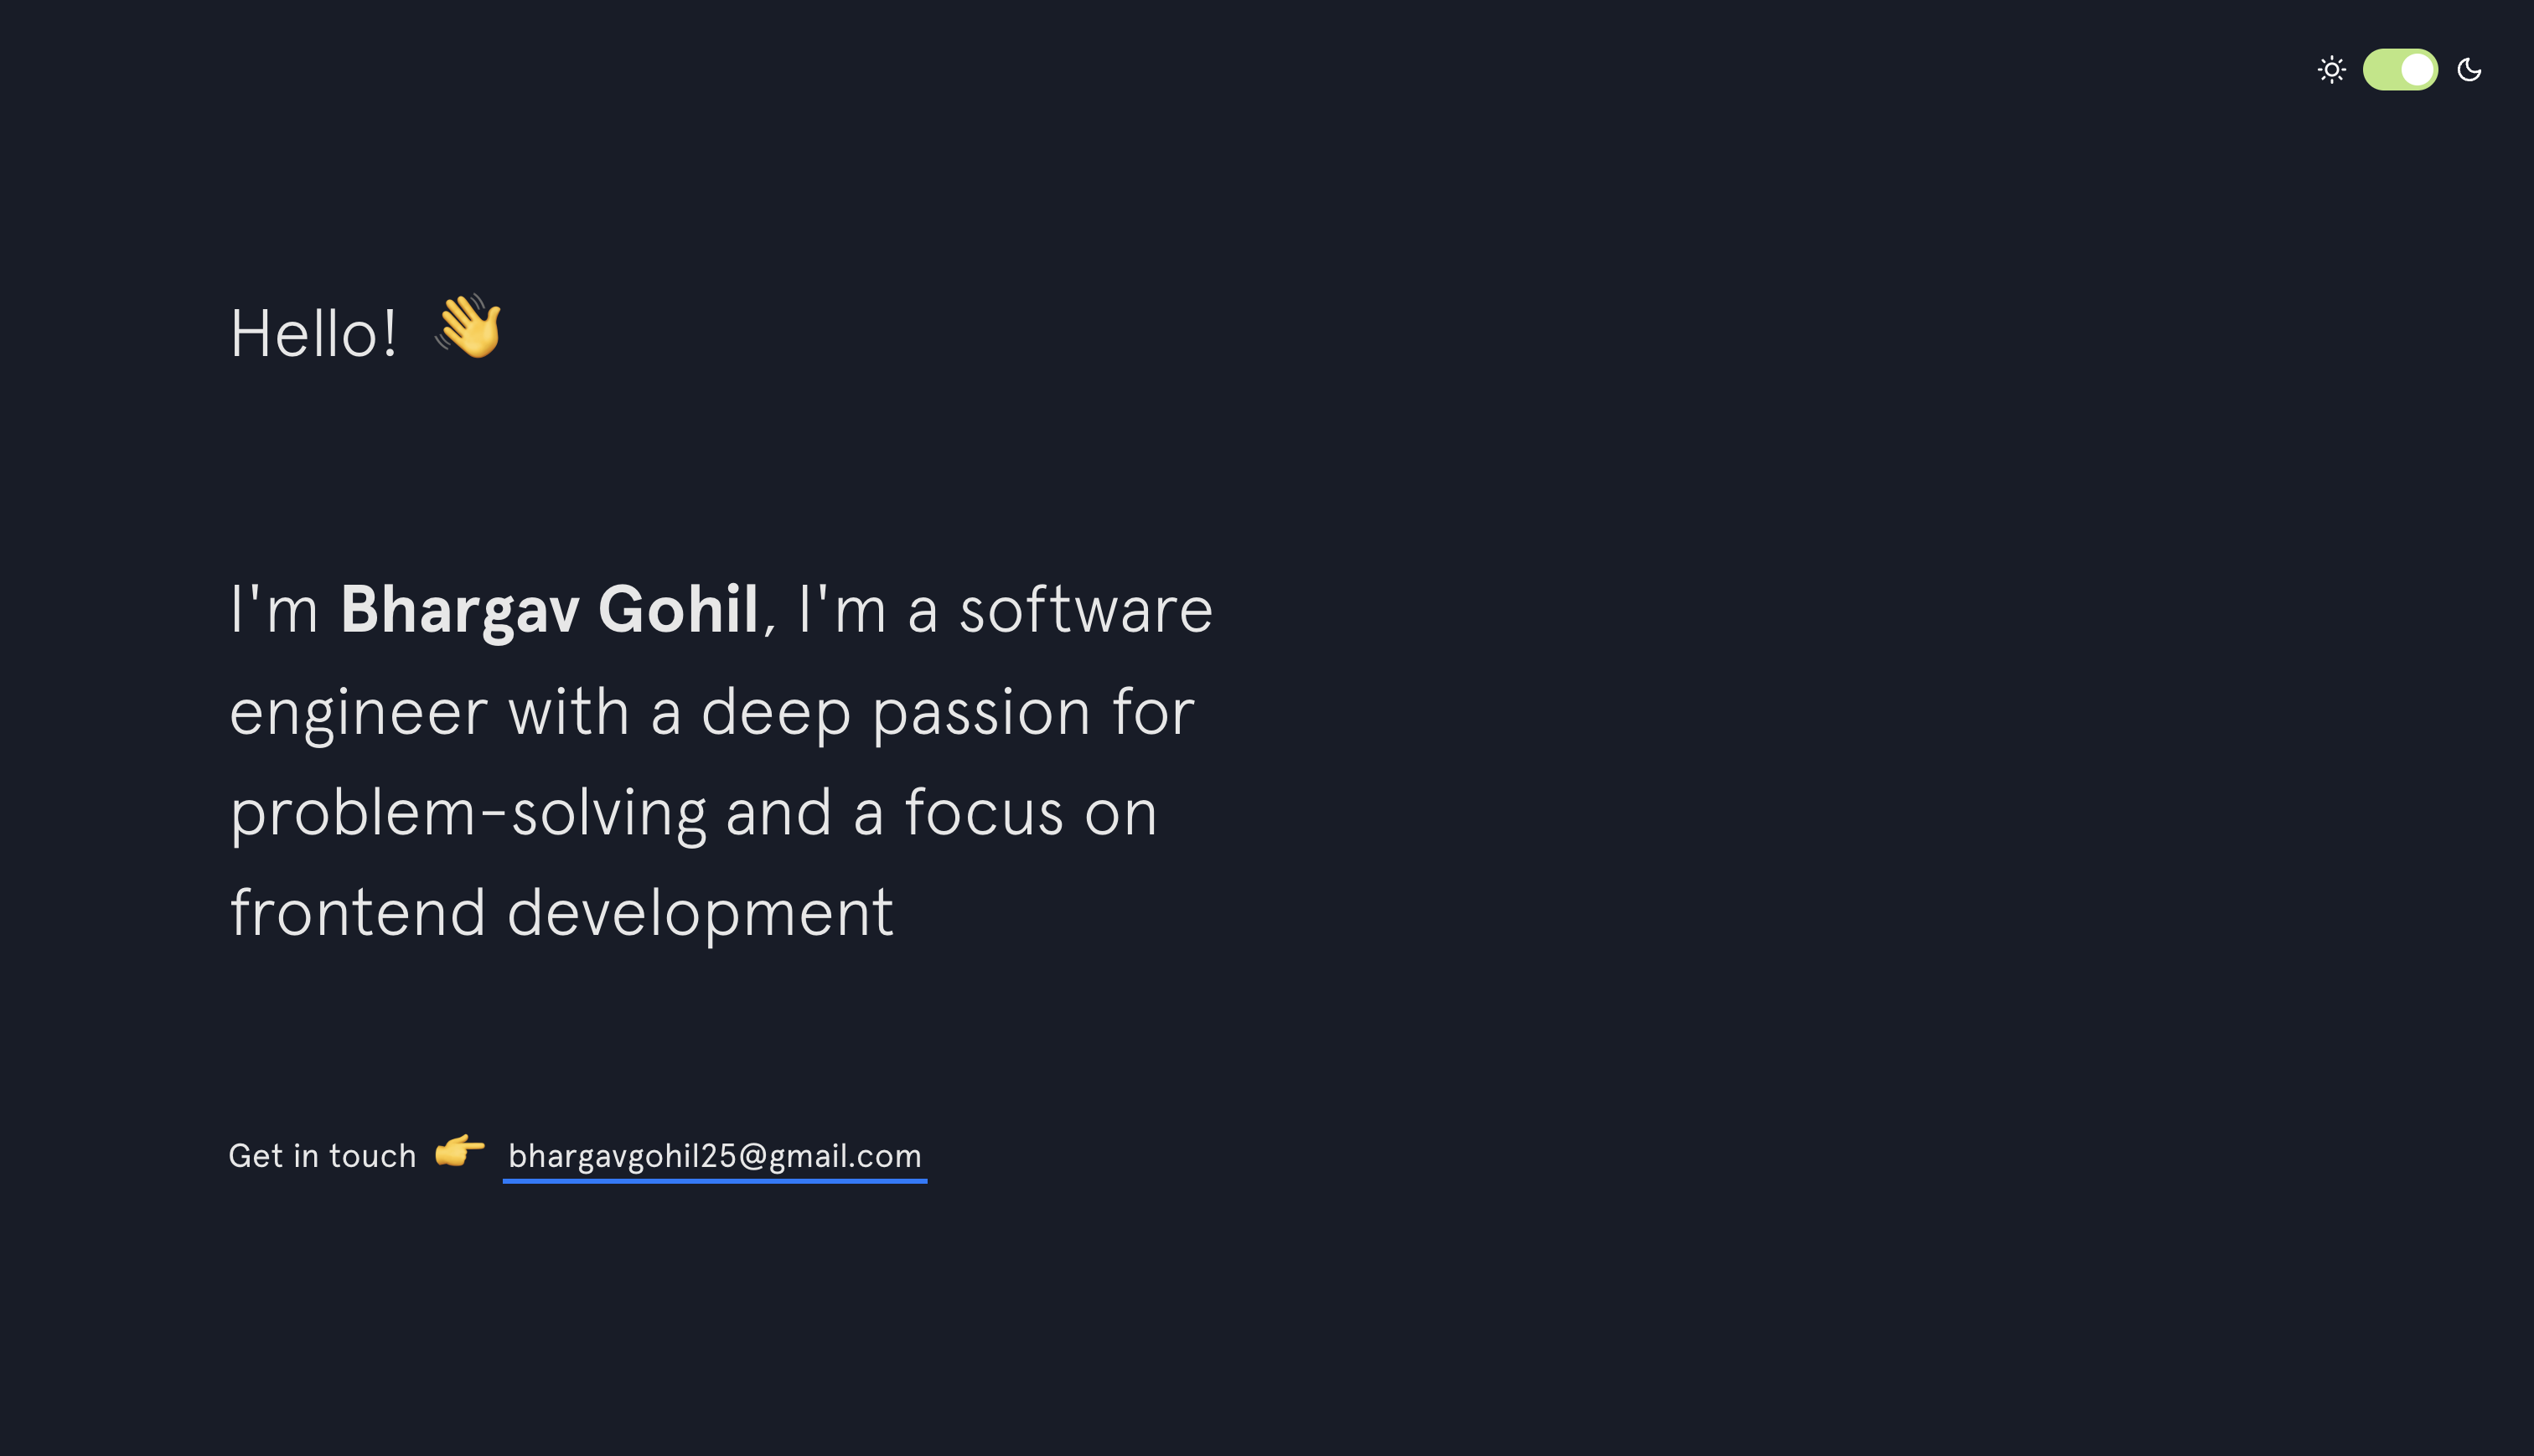 Hello! 👋
I'm Bhargav Gohil, I'm a software
engineer with a deep passion for
problem-solving and a focus on
frontend development
Get in touch 👉 bhargavgohil25@gmail.com